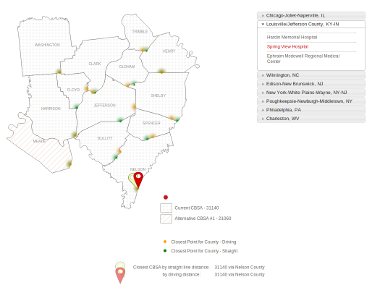 TRIMBLE
WASHINGTON
HENRY
CLARK
OLDHAM
FLOYD
SHELBY
HARRISON
JEFFERSON
SPENCER
BULLITT
MEADE
NELSON
Current CBSA - 31140
Alternative CBSA #1 - 21060
Closest Point for County - Driving
Closest Point for County - Straight
Closest CBSA by straight line distance: 31140 via Nelson County
by driving distance: 31140 via Nelson County
Chicago-Joliet-Naperville, IL
Louisville/Jefferson County, KY-IN
Hardin Memorial Hospital
Spring View Hospital
Ephraim Mcdowell Regional Medical
Center
Wilmington, NC
Edison-New Brunswick, NJ
New York-White Plains-Wayne, NY-NJ
Poughkeepsie-Newburgh-Middletown, NY
Philadelphia, PA
Charleston, WV